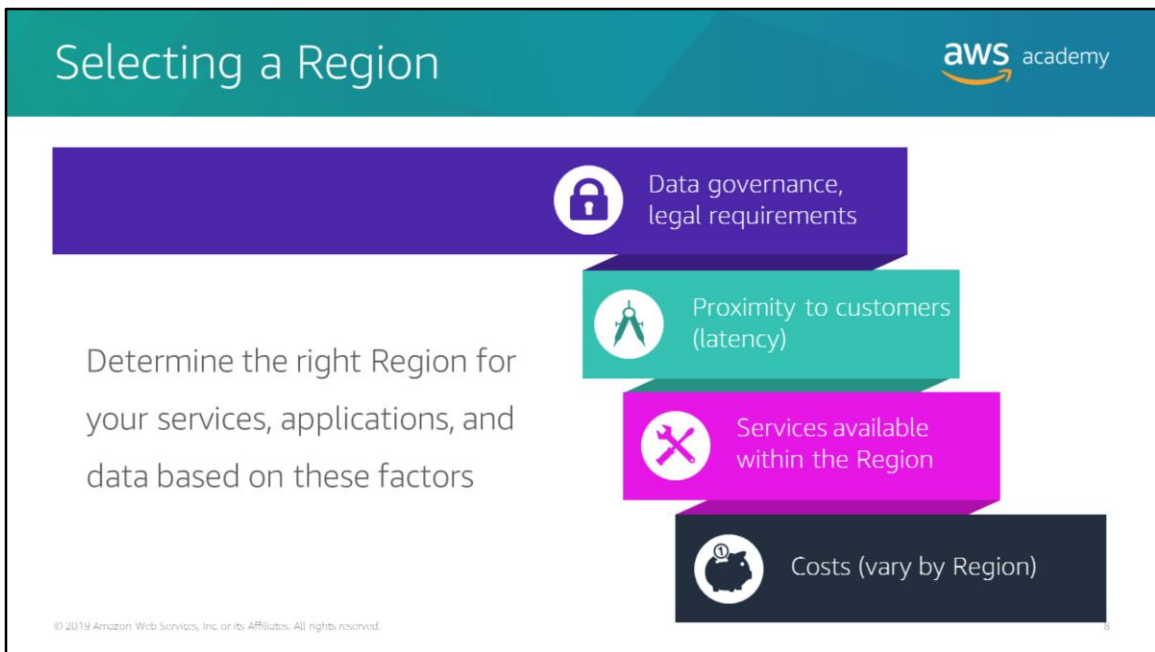 Selecting a Region
aws academy
Data governance,
legal requirements
Proximity to customers
(latency)
Services available
within the Region
1
Costs (vary by Region)
Determine the right Region for
your services, applications, and
data based on these factors
© 2019 Amazon Web Services, Inc. or its Affiliates. All rights reserved.
8